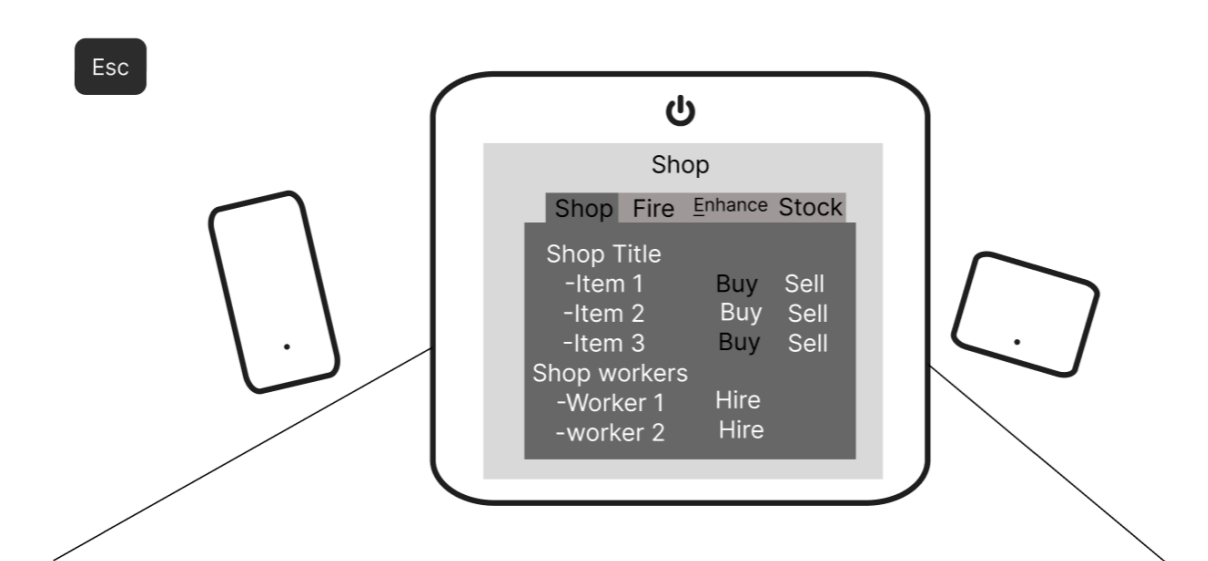 Esc
Shop
Shop Fire Enhance Stock
Shop Title
-Item 1 Buy Sell
-Item 2 Buy Sell
-Item 3 Buy Sell
Shop workers
-Worker 1 Hire
-worker 2 Hire